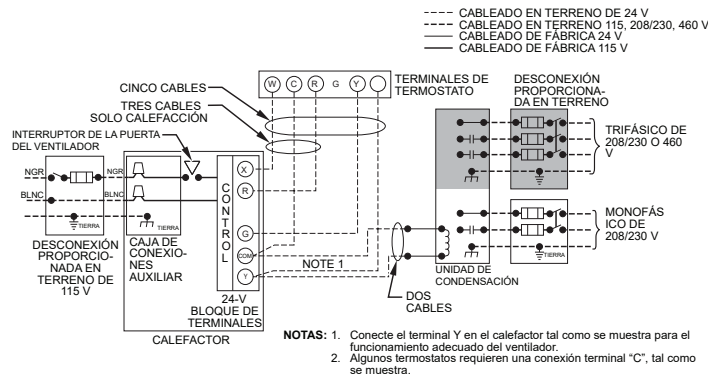 CABLEADO EN TERRENO DE 24 V
CABLEADO EN TERRENO 115, 208/230, 460 V
CABLEADO DE FÁBRICA 24 V
CABLEADO DE FÁBRICA 115 V
W C R G Y
TERMINALES DE
TERMOSTATO
CINCO CABLES
TRES CABLES
SOLO CALEFACCIÓN
INTERRUPTOR DE LA PUERTA
DEL VENTILADOR
NGR
NGR
BLNC
BLNC
TIERRA
TIERRA
DESCONEXIÓN
PROPORCIO-
NADA EN
TERRENO DE
115 V
CAJA DE
CONEXIO-
NES
AUXILIAR
CONTROL
X
R
G
COM
Y
24-V
BLOQUE DE
TERMINALES
CALEFACTOR
NOTE 1
DOS
CABLES
UNIDAD DE
CONDENSACIÓN
DESCONEXIÓN
PROPORCIONA-
DA EN TERRENO
TRIFÁSICO DE
208/230 O 460
V
MONOFÁS
ICO DE
208/230 V
TIERRA
NOTAS: 1. Conecte el terminal Y en el calefactor tal como se muestra para el
funcionamiento adecuado del ventilador.
2. Algunos termostatos requieren una conexión terminal “C”, tal como
se muestra.